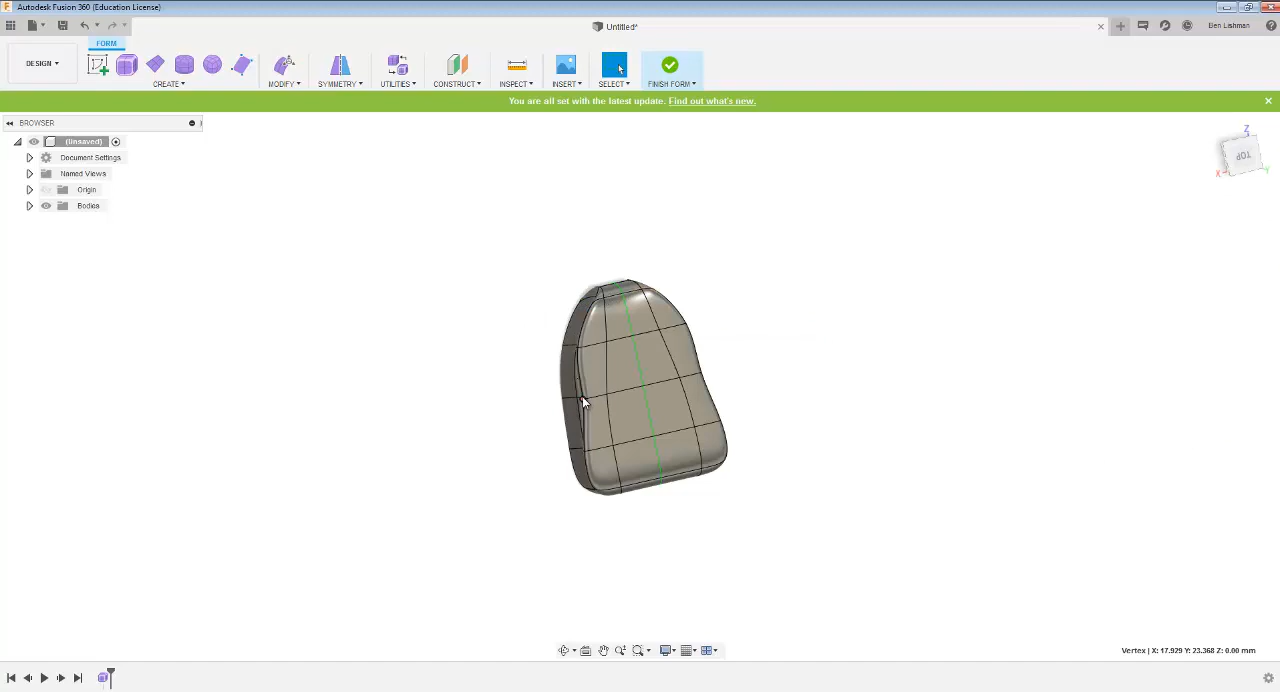 Autodesk Fusion 360 (Education License)
Untitled*
Ben Lishman
FORM
DESIGN
CREATE
MODIFY
SYMMETRY
UTILITIES
CONSTRUCT
INSPECT
INSERT
SELECT
FINISH FORM
You are all set with the latest update. Find out what's new.
BROWSER
(Unsaved)
Document Settings
Named Views
Origin
Bodies
Z
TOP
X
Y
Vertex | X: 17.929 Y: 23.368 Z: 0.00 mm